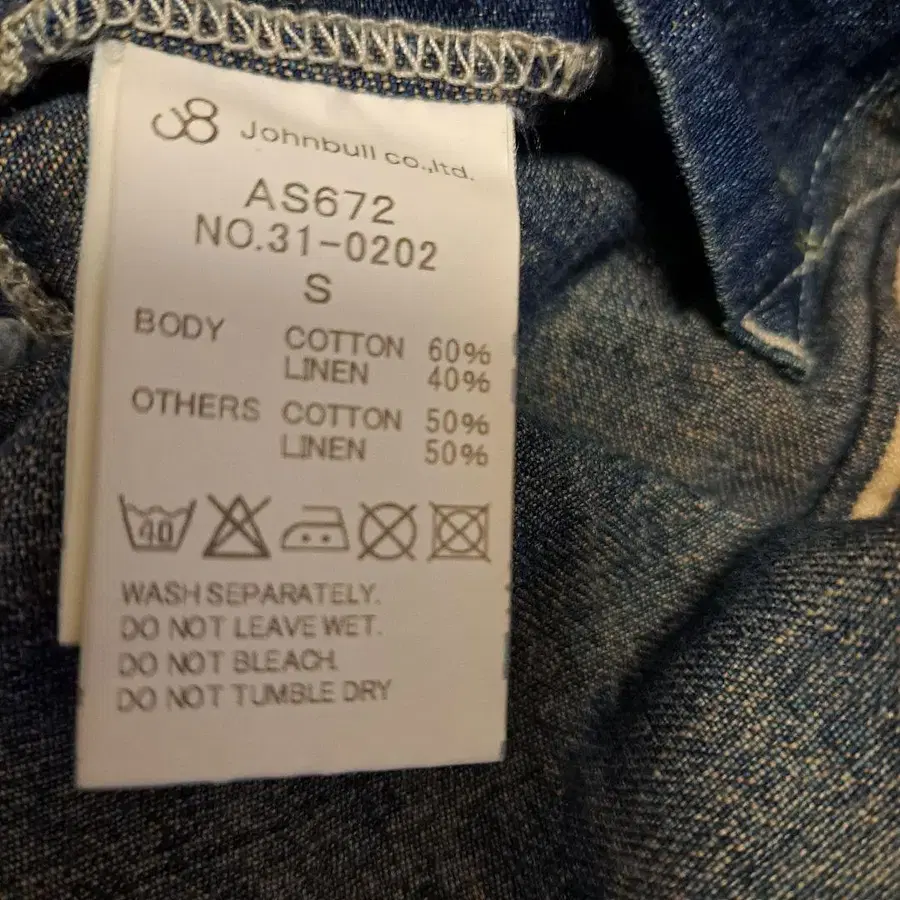 Johnbull co.,ltd.
AS672
NO.31-0202
S
BODY COTTON 60%
LINEN 40%
OTHERS COTTON 50%
LINEN 50%
40
WASH SEPARATELY.
DO NOT LEAVE WET.
DO NOT BLEACH.
DO NOT TUMBLE DRY